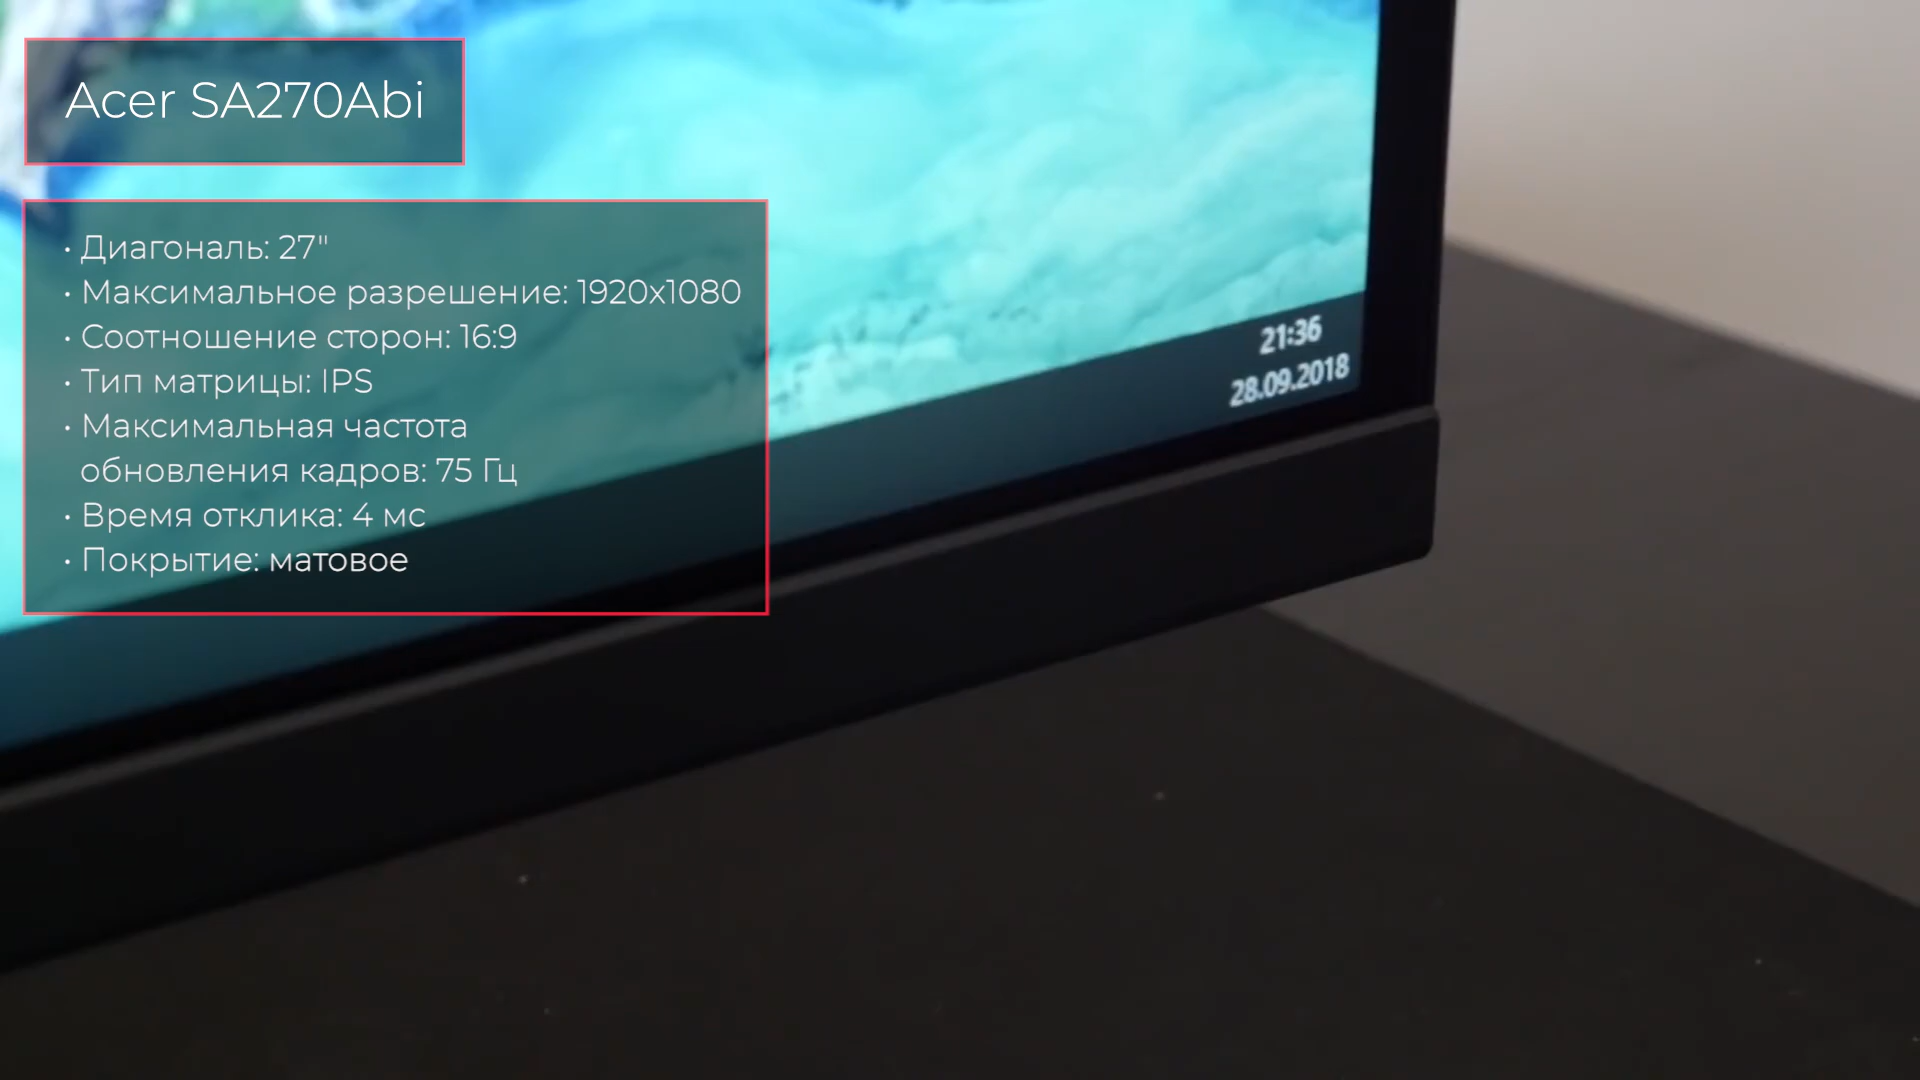 Acer SA270Abi
• Диагональ: 27"
• Максимальное разрешение: 1920x1080
• Соотношение сторон: 16:9
• Тип матрицы: IPS
• Максимальная частота
обновления кадров: 75 Гц
• Время отклика: 4 мс
• Покрытие: матовое
21:36
28.09.2018